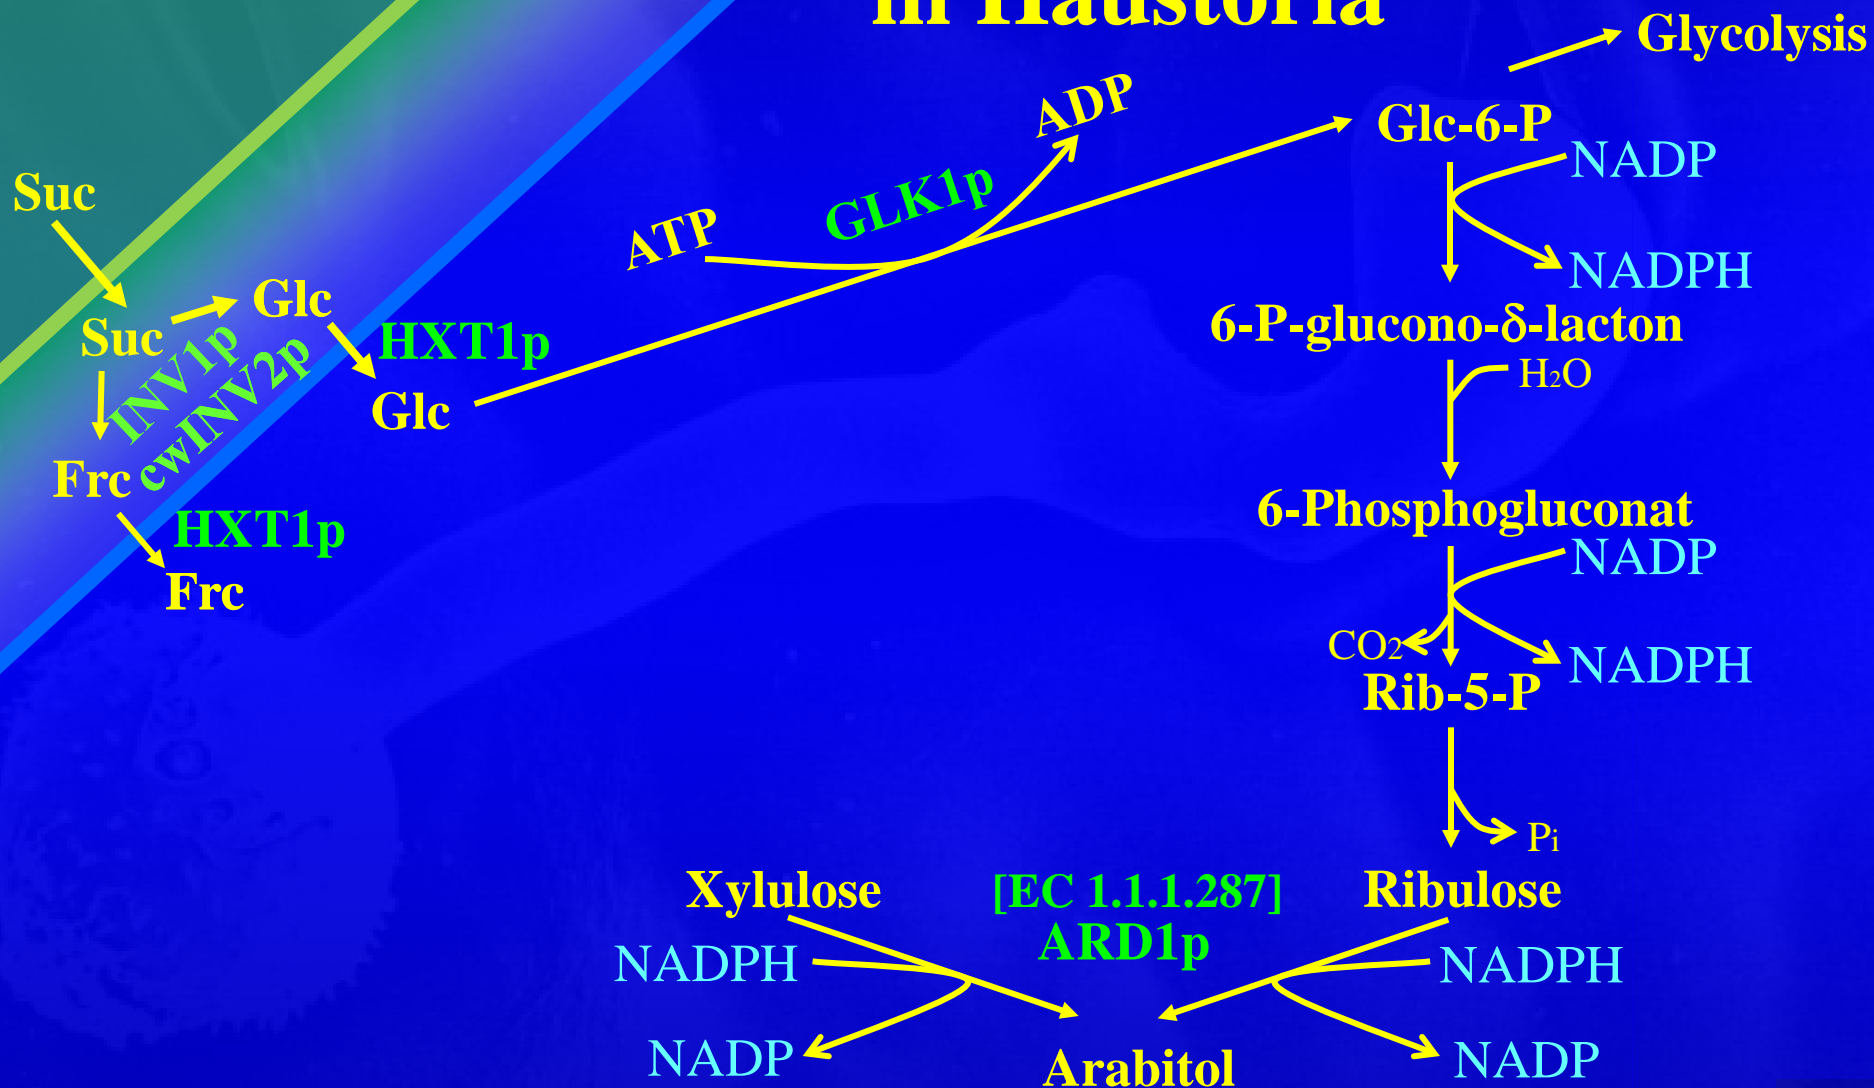 in Haustoria
Glycolysis
ADP
Glc-6-P
NADP
GLK1p
Suc
ATP
NADPH
Glc
6-P-glucono-δ-lacton
Suc
INV1p
HXT1p
cwINV2p
H2O
Glc
Frc
6-Phosphogluconat
HXT1p
NADP
Frc
CO2
NADPH
Rib-5-P
Pi
Xylulose
[EC 1.1.1.287]
Ribulose
ARD1p
NADPH
NADPH
NADP
Arabitol
NADP